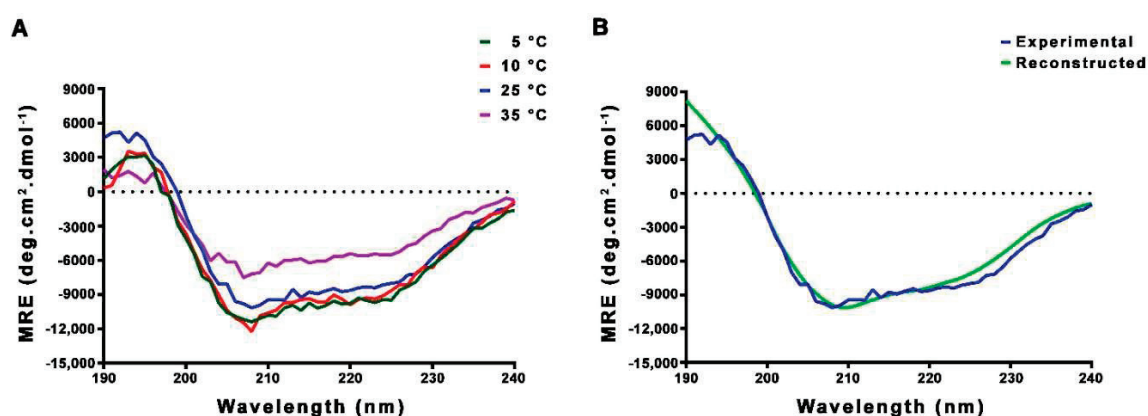 A
5 °C
10 °C
25 °C
35 °C
9000
6000
3000
0
-3000
-6000
-9000
-12,000
-15,000
MRE (deg.cm².dmol⁻¹)
190 200 210 220 230 240
Wavelength (nm)
B
Experimental
Reconstructed
9000
6000
3000
0
-3000
-6000
-9000
-12,000
-15,000
MRE (deg.cm².dmol⁻¹)
190 200 210 220 230 240
Wavelength (nm)